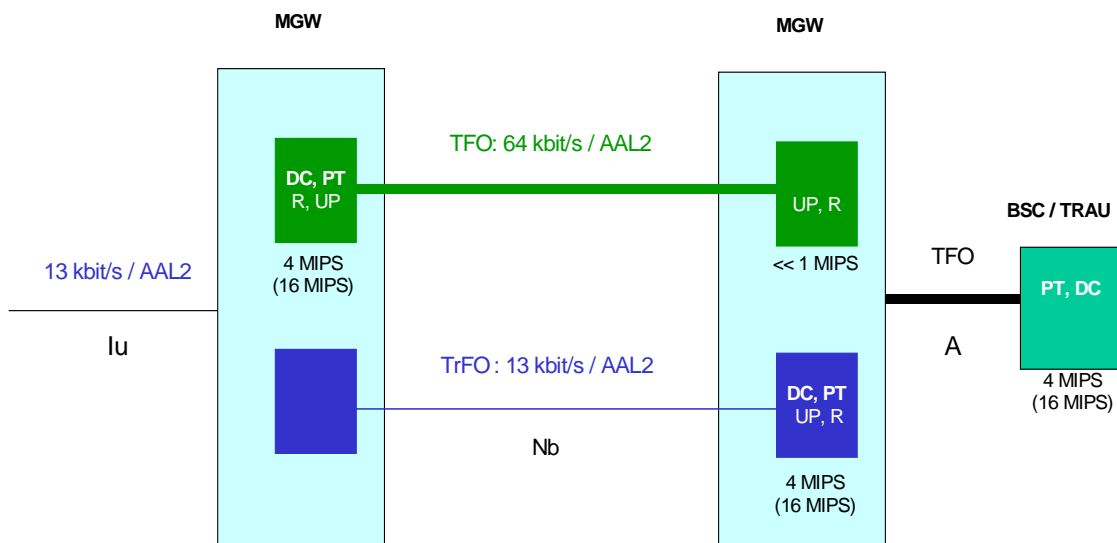 MGW
MGW
TFO: 64 kbit/s / AAL2
DC, PT
R, UP
UP, R
BSC / TRAU
13 kbit/s / AAL2
4 MIPS
(16 MIPS)
<< 1 MIPS
TFO
PT, DC
Iu
TrFO : 13 kbit/s / AAL2
A
DC, PT
UP, R
4 MIPS
(16 MIPS)
Nb
4 MIPS
(16 MIPS)